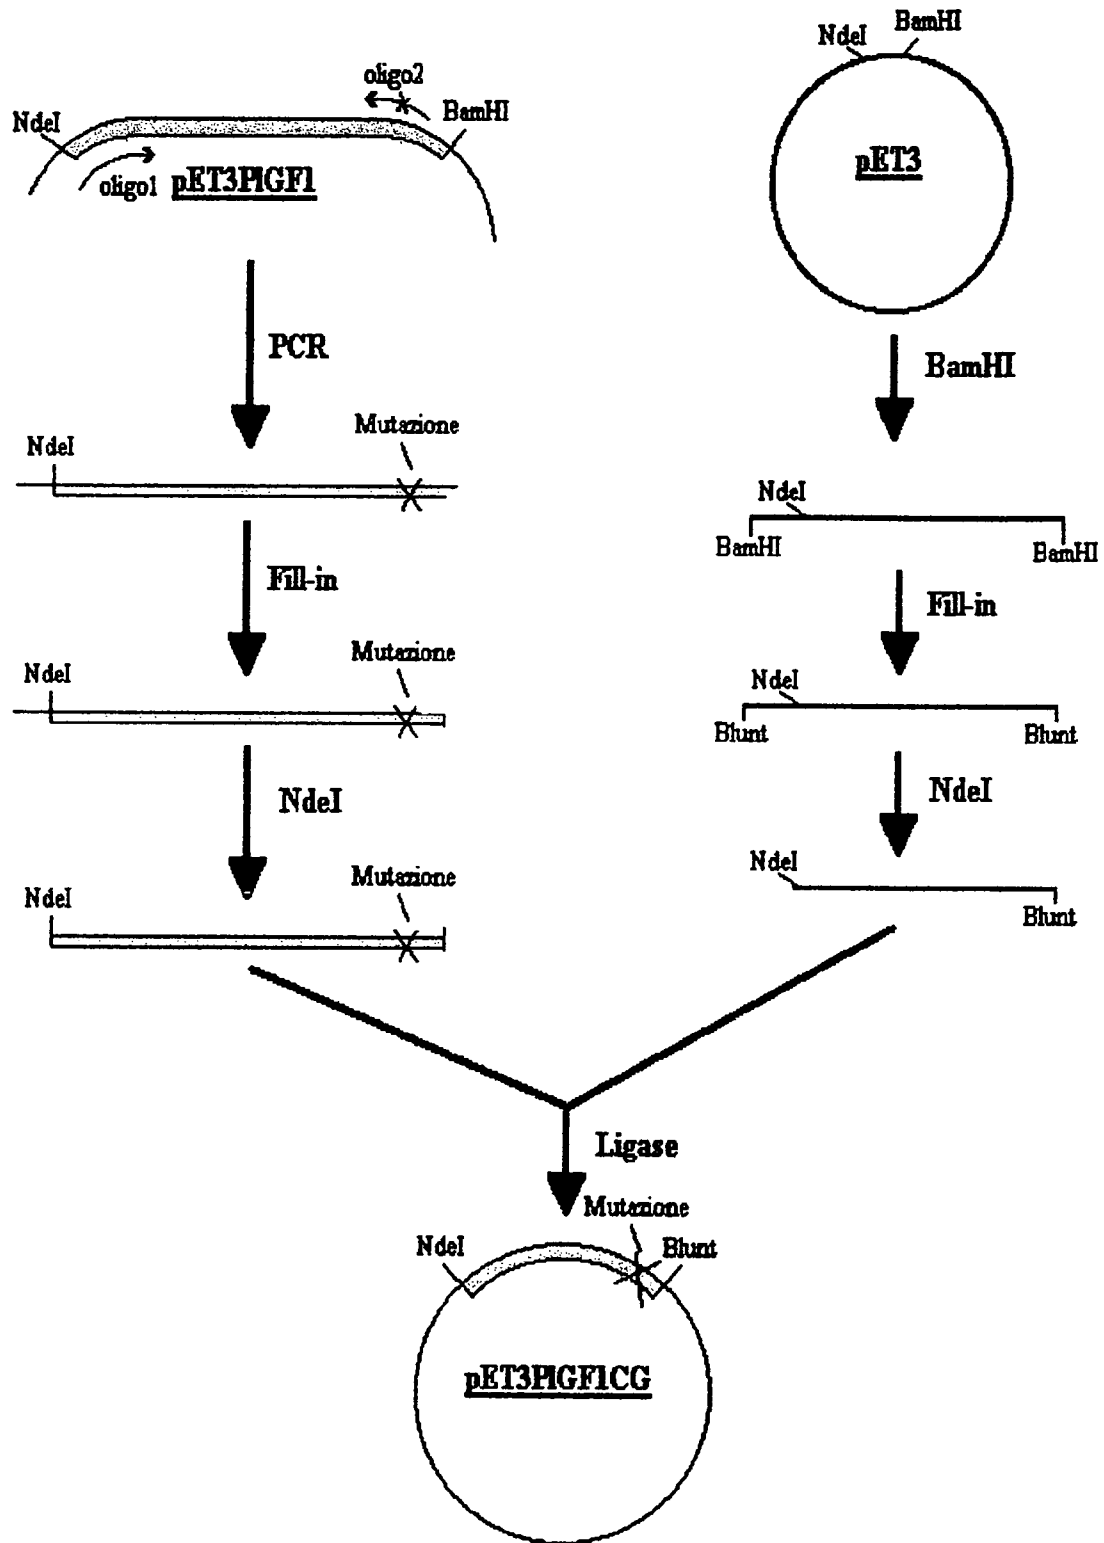 NdeI
oligo2
BamHI
oligo1
pET3PlGF1
PCR
NdeI
Mutazione
Fill-in
NdeI
Mutazione
NdeI
NdeI
Mutazione
NdeI
BamHI
pET3
BamHI
NdeI
BamHI
BamHI
Fill-in
NdeI
Blunt
Blunt
NdeI
NdeI
Blunt
Ligase
Mutazione
NdeI
Blunt
pET3PlGF1CG